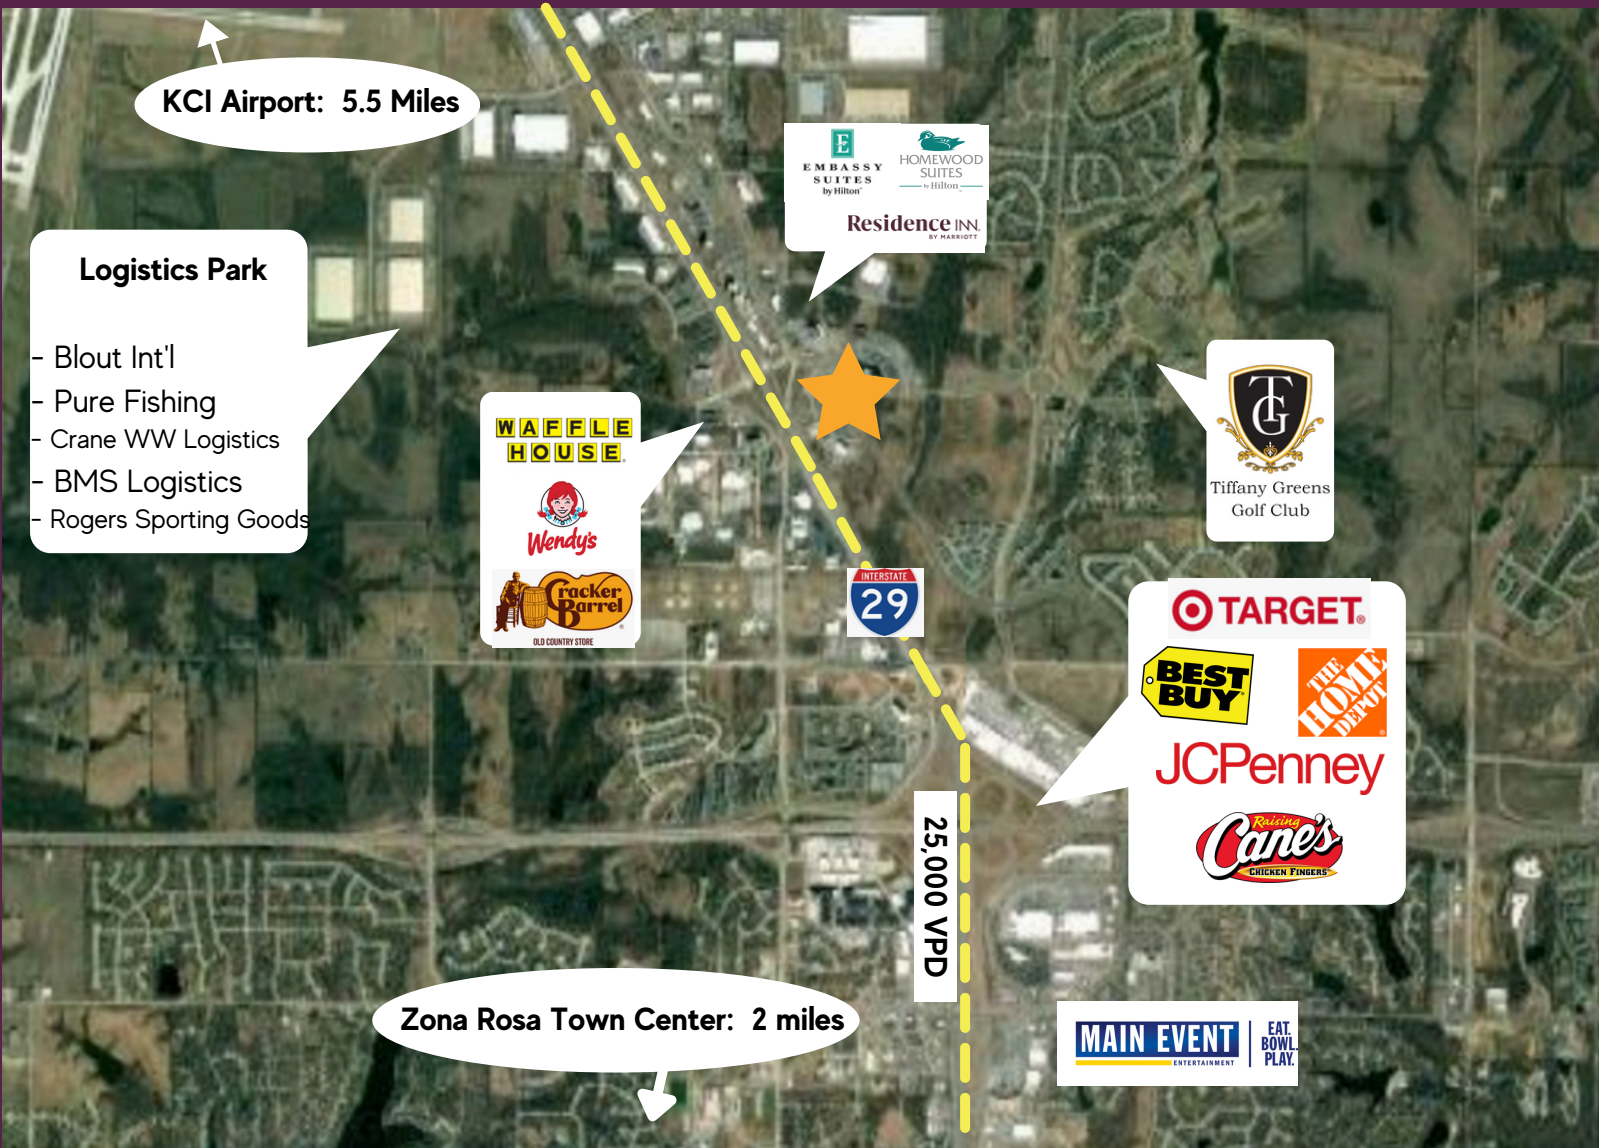 KCI Airport: 5.5 Miles
EMBASSY
SUITES
by Hilton
HOMEWOOD
SUITES
by Hilton
Residence INN.
BY MARRIOTT
Logistics Park
- Blout Int'l
- Pure Fishing
- Crane WW Logistics
- BMS Logistics
- Rogers Sporting Goods
WAFFLE
HOUSE
Wendy's
Cracker
Barrel
OLD COUNTRY STORE
TG
Tiffany Greens
Golf Club
INTERSTATE
29
TARGET
BEST
BUY
THE
HOME
DEPOT
JCPenney
Raising
Cane's
CHICKEN FINGERS
25,000 VPD
Zona Rosa Town Center: 2 miles
MAIN EVENT
ENTERTAINMENT
EAT.
BOWL.
PLAY.